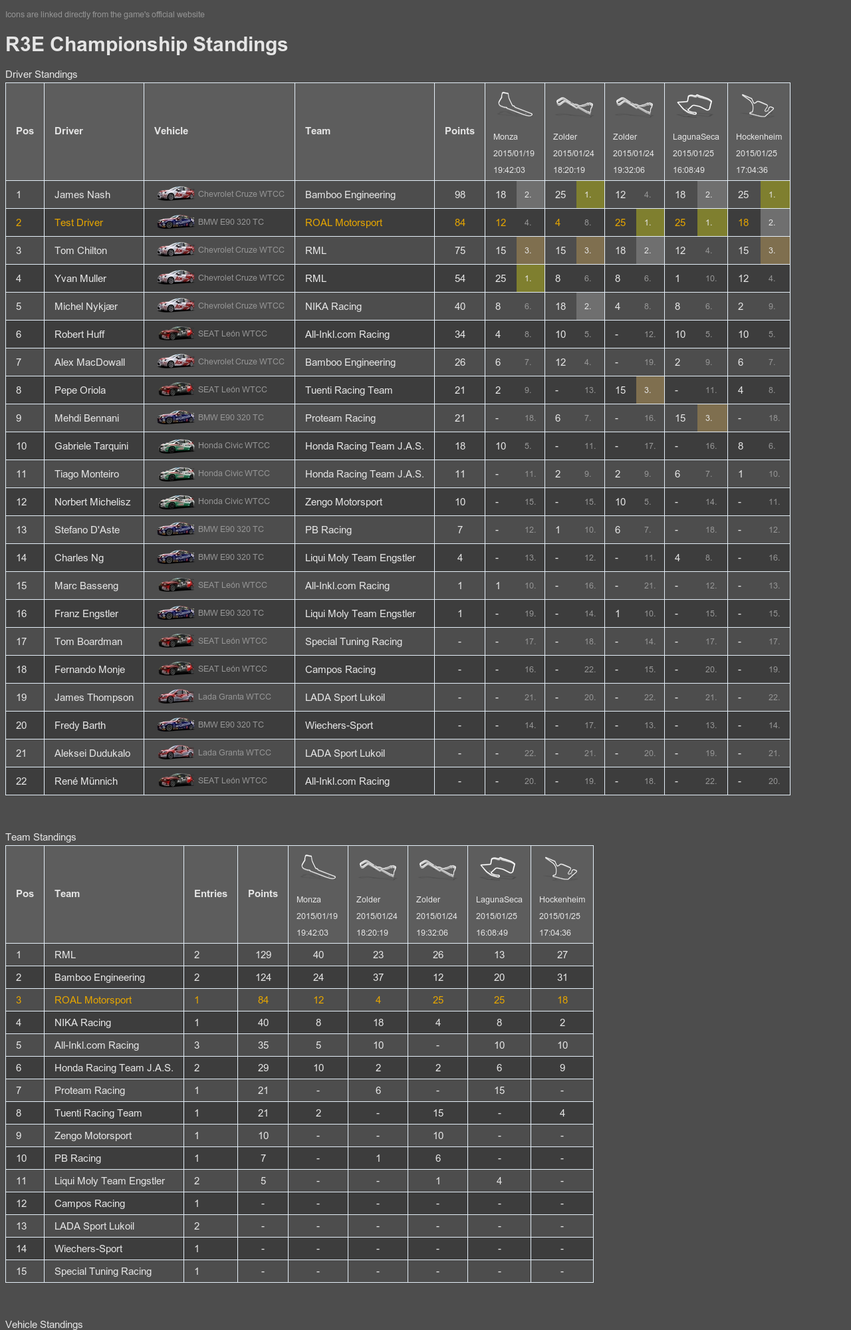 Icons are linked directly from the game's official website
R3E Championship Standings
Driver Standings
Pos Driver Vehicle Team Points Monza 2015/01/19 19:42:03 Zolder 2015/01/24 18:20:19 Zolder 2015/01/24 19:32:06 LagunaSeca 2015/01/25 16:08:49 Hockenheim 2015/01/25 17:04:36
1 James Nash Chevrolet Cruze WTCC Bamboo Engineering 98 18 2. 25 1. 12 4. 18 2. 25 1.
2 Test Driver BMW E90 320 TC ROAL Motorsport 84 12 4. 4 8. 25 1. 25 1. 18 2.
3 Tom Chilton Chevrolet Cruze WTCC RML 75 15 3. 15 3. 18 2. 12 4. 15 3.
4 Yvan Muller Chevrolet Cruze WTCC RML 54 25 1. 8 6. 8 6. 1 10. 12 4.
5 Michel Nykjær Chevrolet Cruze WTCC NIKA Racing 40 8 6. 18 2. 4 8. 8 6. 2 9.
6 Robert Huff SEAT León WTCC All-Inkl.com Racing 34 4 8. 10 5. - 12. 10 5. 10 5.
7 Alex MacDowall Chevrolet Cruze WTCC Bamboo Engineering 26 6 7. 12 4. - 19. 2 9. 6 7.
8 Pepe Oriola SEAT León WTCC Tuenti Racing Team 21 2 9. - 13. 15 3. - 11. 4 8.
9 Mehdi Bennani BMW E90 320 TC Proteam Racing 21 - 18. 6 7. - 16. 15 3. - 18.
10 Gabriele Tarquini Honda Civic WTCC Honda Racing Team J.A.S. 18 10 5. - 11. - 17. - 16. 8 6.
11 Tiago Monteiro Honda Civic WTCC Honda Racing Team J.A.S. 11 - 11. 2 9. 2 9. 6 7. 1 10.
12 Norbert Michelisz Honda Civic WTCC Zengo Motorsport 10 - 15. - 15. 10 5. - 14. - 11.
13 Stefano D'Aste BMW E90 320 TC PB Racing 7 - 12. 1 10. 6 7. - 18. - 12.
14 Charles Ng BMW E90 320 TC Liqui Moly Team Engstler 4 - 13. - 12. - 11. 4 8. - 16.
15 Marc Basseng SEAT León WTCC All-Inkl.com Racing 1 1 10. - 16. - 21. - 12. - 13.
16 Franz Engstler BMW E90 320 TC Liqui Moly Team Engstler 1 - 19. - 14. 1 10. - 15. - 15.
17 Tom Boardman SEAT León WTCC Special Tuning Racing - - 17. - 18. - 14. - 17. - 17.
18 Fernando Monje SEAT León WTCC Campos Racing - - 16. - 22. - 15. - 20. - 19.
19 James Thompson Lada Granta WTCC LADA Sport Lukoil - - 21. - 20. - 22. - 21. - 22.
20 Fredy Barth BMW E90 320 TC Wiechers-Sport - - 14. - 17. - 13. - 13. - 14.
21 Aleksei Dudukalo Lada Granta WTCC LADA Sport Lukoil - - 22. - 21. - 20. - 19. - 21.
22 René Münnich SEAT León WTCC All-Inkl.com Racing - - 20. - 19. - 18. - 22. - 20.
Team Standings
Pos Team Entries Points Monza 2015/01/19 19:42:03 Zolder 2015/01/24 18:20:19 Zolder 2015/01/24 19:32:06 LagunaSeca 2015/01/25 16:08:49 Hockenheim 2015/01/25 17:04:36
1 RML 2 129 40 23 26 13 27
2 Bamboo Engineering 2 124 24 37 12 20 31
3 ROAL Motorsport 1 84 12 4 25 25 18
4 NIKA Racing 1 40 8 18 4 8 2
5 All-Inkl.com Racing 3 35 5 10 - 10 10
6 Honda Racing Team J.A.S. 2 29 10 2 2 6 9
7 Proteam Racing 1 21 - 6 - 15 -
8 Tuenti Racing Team 1 21 2 - 15 - 4
9 Zengo Motorsport 1 10 - - 10 - -
10 PB Racing 1 7 - 1 6 - -
11 Liqui Moly Team Engstler 2 5 - - 1 4 -
12 Campos Racing 1 - - - - - -
13 LADA Sport Lukoil 2 - - - - - -
14 Wiechers-Sport 1 - - - - - -
15 Special Tuning Racing 1 - - - - - -
Vehicle Standings